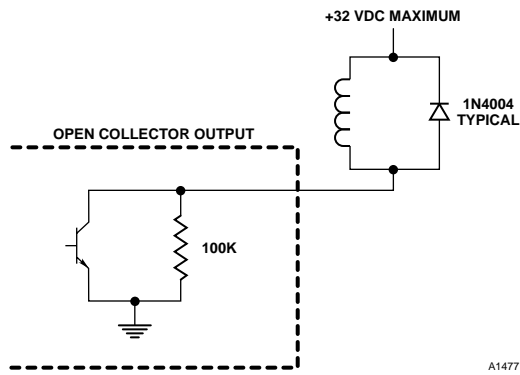 +32 VDC MAXIMUM
1N4004
TYPICAL
OPEN COLLECTOR OUTPUT
100K
A1477